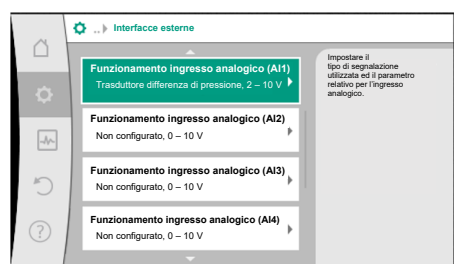 ..▶ Interfacce esterne
Funzionamento ingresso analogico (AI1)
Trasduttore differenza di pressione, 2 – 10 V
Funzionamento ingresso analogico (AI2)
Non configurato, 0 – 10 V
Funzionamento ingresso analogico (AI3)
Non configurato, 0 – 10 V
Funzionamento ingresso analogico (AI4)
Non configurato, 0 – 10 V
Impostare il
tipo di segnalazione
utilizzata ed il parametro
relativo per l'ingresso
analogico.
?